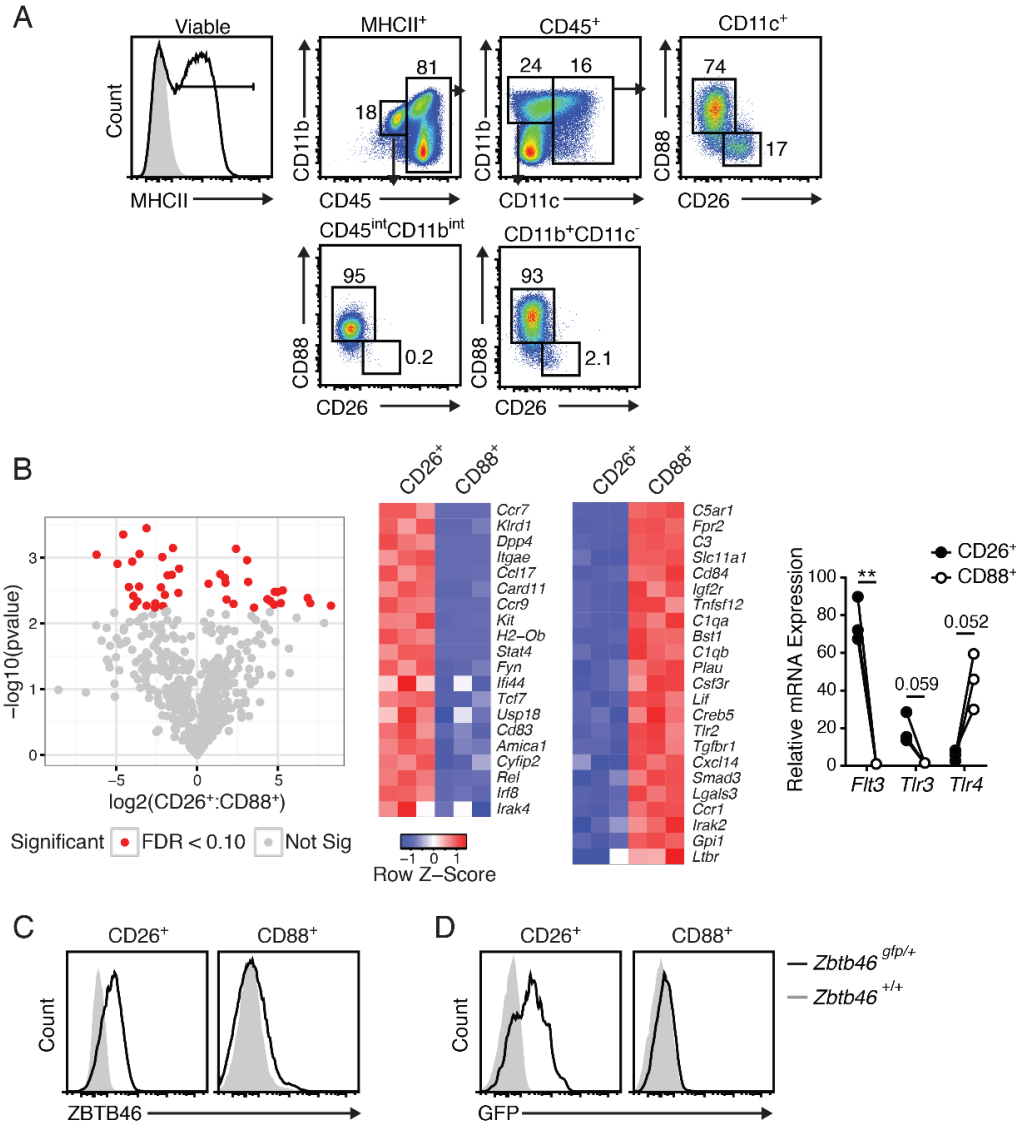 A
Viable
MHCII+
CD45+
CD11c+
Count
MHCII
CD11b
CD45
18
81
CD11b
CD11c
24
16
CD88
CD26
74
17
CD45intCD11bint
CD11b+CD11c-
CD88
CD26
95
0.2
CD88
CD26
93
2.1
B
−log10(pvalue)
3
2
1
0
−5
0
5
log2(CD26+:CD88+)
Significant
FDR < 0.10
Not Sig
CD26+
CD88+
Ccr7
Klrd1
Dpp4
Itgae
Ccl17
Card11
Ccr9
Kit
H2−Ob
Stat4
Fyn
Ifi44
Tcf7
Usp18
Cd83
Amica1
Cyfip2
Rel
Irf8
Irak4
−1
0
1
Row Z−Score
CD26+
CD88+
C5ar1
Fpr2
C3
Slc11a1
Cd84
Igf2r
Tnfsf12
C1qa
Bst1
C1qb
Plau
Csf3r
Lif
Creb5
Tlr2
Tgfbr1
Cxcl14
Smad3
Lgals3
Ccr1
Irak2
Gpi1
Ltbr
CD26+
CD88+
Relative mRNA Expression
100
80
60
40
20
0
**
0.059
0.052
Flt3
Tlr3
Tlr4
C
CD26+
CD88+
Count
ZBTB46
D
CD26+
CD88+
Count
GFP
Zbtb46 gfp/+
Zbtb46 +/+